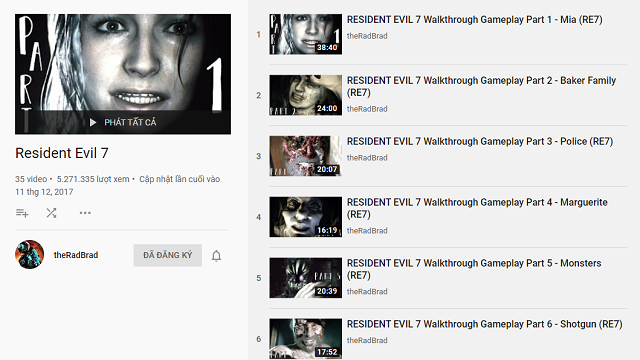 PART
1
PHÁT TẤT CẢ
Resident Evil 7
35 video • 5.271.335 lượt xem • Cập nhật lần cuối vào
11 thg 12, 2017
theRadBrad
ĐÃ ĐĂNG KÝ
1
PART
1
38:40
RESIDENT EVIL 7 Walkthrough Gameplay Part 1 - Mia (RE7)
theRadBrad
2
PART 2
24:00
RESIDENT EVIL 7 Walkthrough Gameplay Part 2 - Baker Family
(RE7)
theRadBrad
3
20:07
RESIDENT EVIL 7 Walkthrough Gameplay Part 3 - Police (RE7)
theRadBrad
4
16:19
RESIDENT EVIL 7 Walkthrough Gameplay Part 4 - Marguerite
(RE7)
theRadBrad
5
PART 5
20:39
RESIDENT EVIL 7 Walkthrough Gameplay Part 5 - Monsters
(RE7)
theRadBrad
6
17:52
RESIDENT EVIL 7 Walkthrough Gameplay Part 6 - Shotgun (RE7)
theRadBrad